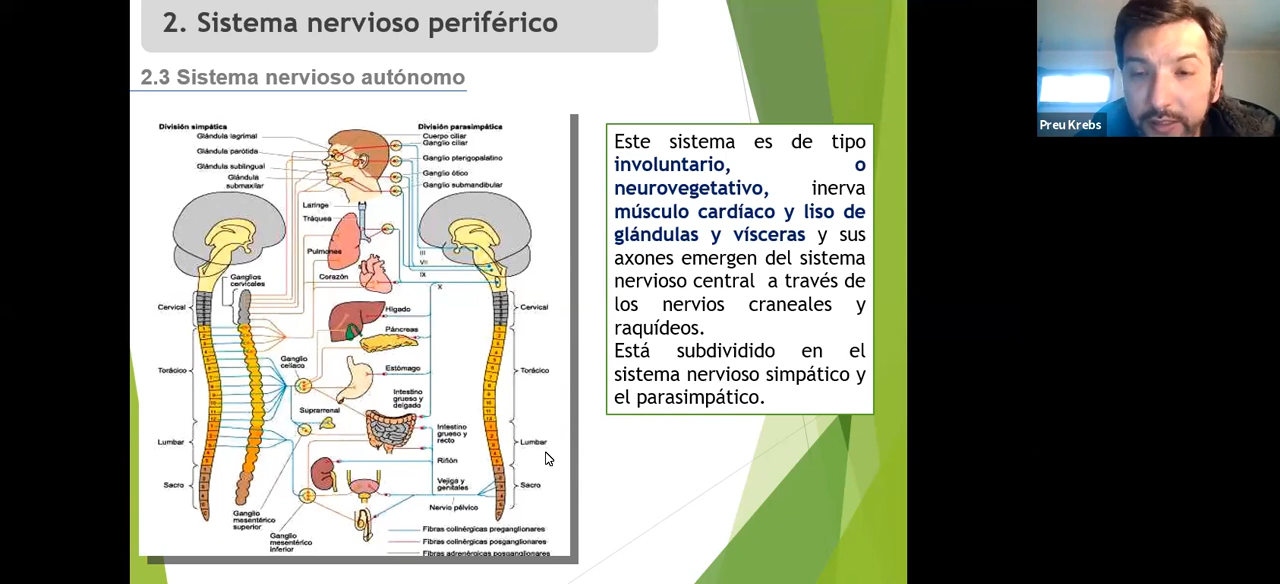 2. Sistema nervioso periférico
2.3 Sistema nervioso autónomo
Preu Krebs
División simpática
División parasimpática
Glándula lagrimal
Glándula parótida
Glándula sublingual
Glándula
submaxilar
Cuerpo ciliar
Ganglio ciliar
Ganglio pterigopalatino
Ganglio ótico
Ganglio submandibular
Laringe
Tráquea
Pulmones
Corazón
III
VII
IX
X
Ganglios
cervicales
Cervical
Cervical
Hígado
Páncreas
Ganglio
celíaco
Torácico
Torácico
Estómago
Intestino
grueso y
delgado
Suprarrenal
Intestino
grueso y
recto
Lumbar
Lumbar
Riñón
Sacro
Sacro
Vejiga y
genitales
Nervio pélvico
Ganglio
mesentérico
superior
Ganglio
mesentérico
inferior
Fibras colinérgicas preganglionares
Fibras colinérgicas posganglionares
Fibras adrenérgicas posganglionares
Este sistema es de tipo
involuntario, o
neurovegetativo, inerva
músculo cardíaco y liso de
glándulas y vísceras y sus
axones emergen del sistema
nervioso central a través de
los nervios craneales y
raquídeos.
Está subdividido en el
sistema nervioso simpático y
el parasimpático.